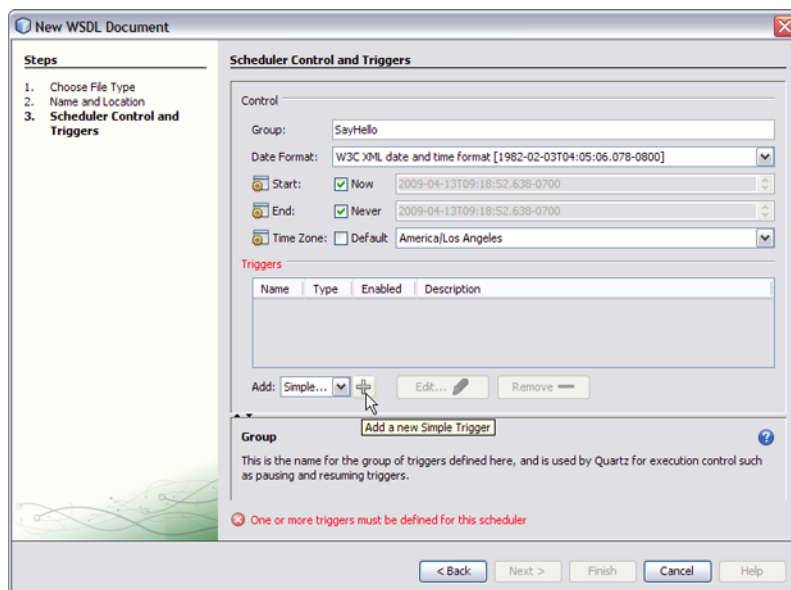 New WSDL Document
Steps
1. Choose File Type
2. Name and Location
3. Scheduler Control and
Triggers
Scheduler Control and Triggers
Control
Group: SayHello
Date Format: W3C XML date and time format [1982-02-03T04:05:06.078-0800]
Start: Now 2009-04-13T09:18:52.638-0700
End: Never 2009-04-13T09:18:52.638-0700
Time Zone: Default America/Los Angeles
Triggers
Name Type Enabled Description
Add: Simple... Edit... Remove
Add a new Simple Trigger
Group
This is the name for the group of triggers defined here, and is used by Quartz for execution control such
as pausing and resuming triggers.
One or more triggers must be defined for this scheduler
< Back Next > Finish Cancel Help